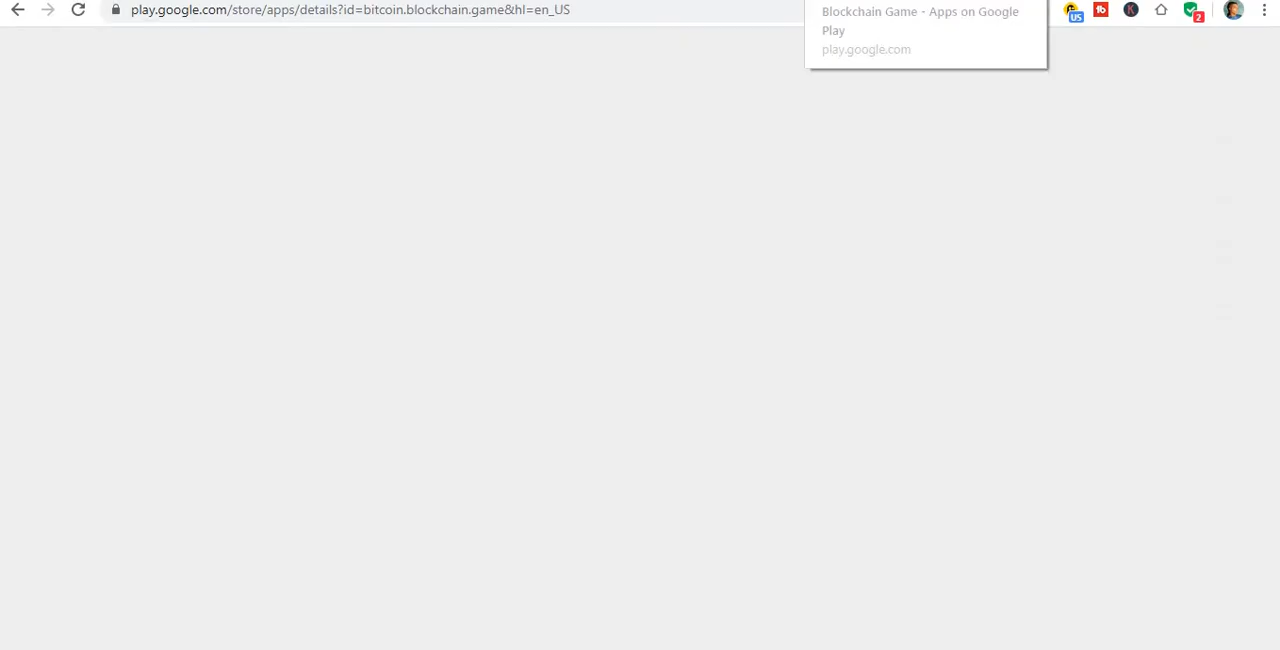 play.google.com/store/apps/details?id=bitcoin.blockchain.game&hl=en_US
Blockchain Game - Apps on Google
Play
play.google.com
US
K
2